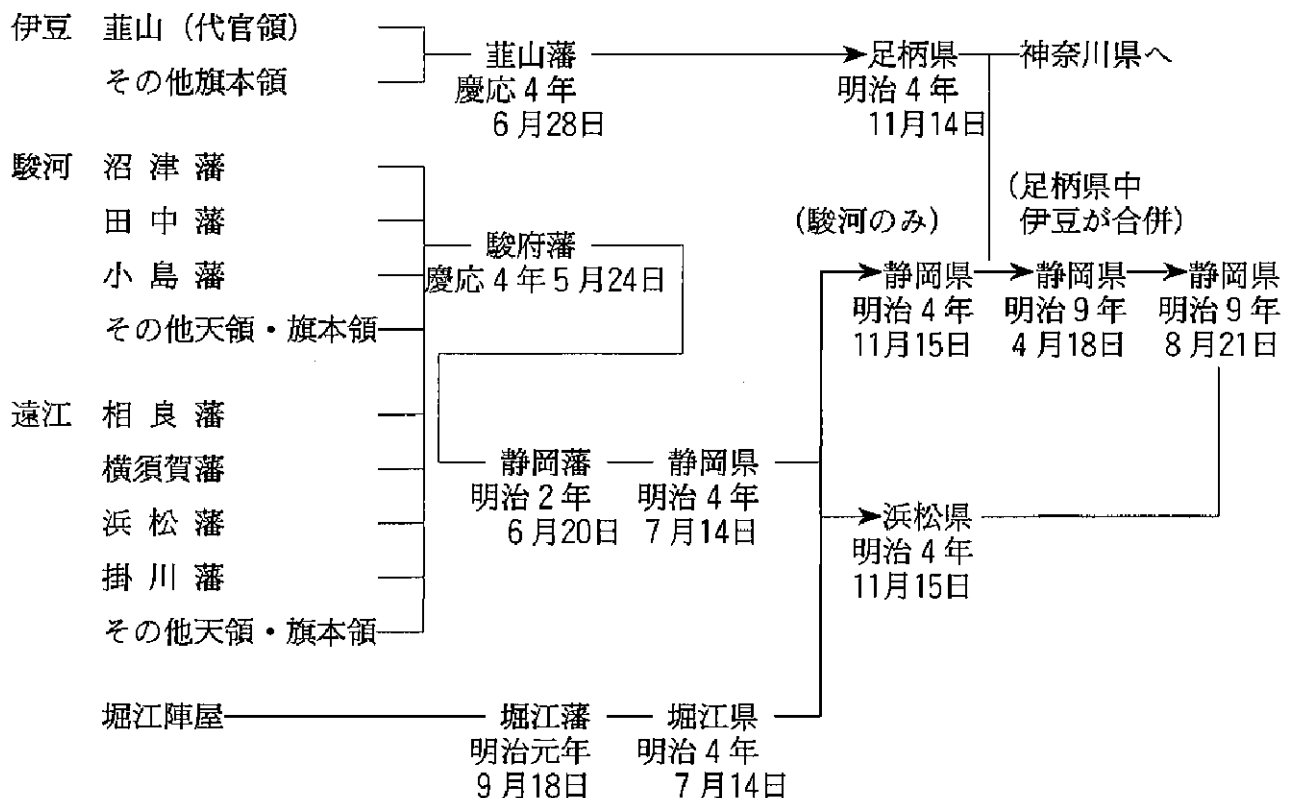 伊豆 韮山（代官領）
その他旗本領
韮山藩
慶応4年
6月28日
足柄県
明治4年
11月14日
神奈川県へ
駿河 沼津藩
田中藩
小島藩
その他天領・旗本領
駿府藩
慶応4年5月24日
(駿河のみ)
(足柄県中
伊豆が合併)
静岡県
明治4年
11月15日
静岡県
明治9年
4月18日
静岡県
明治9年
8月21日
遠江 相良藩
横須賀藩
浜松藩
掛川藩
その他天領・旗本領
静岡藩
明治2年
6月20日
静岡県
明治4年
7月14日
浜松県
明治4年
11月15日
堀江陣屋
堀江藩
明治元年
9月18日
堀江県
明治4年
7月14日